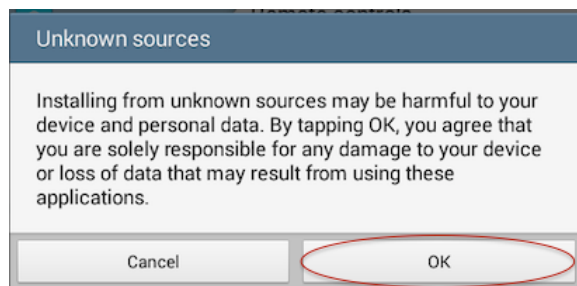 Remote controls
Unknown sources
Installing from unknown sources may be harmful to your
device and personal data. By tapping OK, you agree that
you are solely responsible for any damage to your device
or loss of data that may result from using these
applications.
Cancel
OK